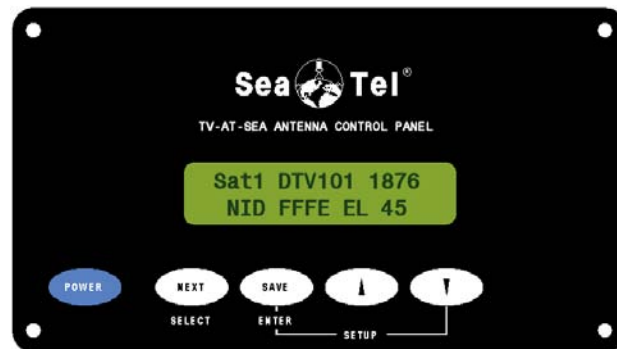 Sea Tel®
TV-AT-SEA ANTENNA CONTROL PANEL
Sat1 DTV101 1876
NID FFFE EL 45
POWER NEXT SAVE
SELECT ENTER
SETUP